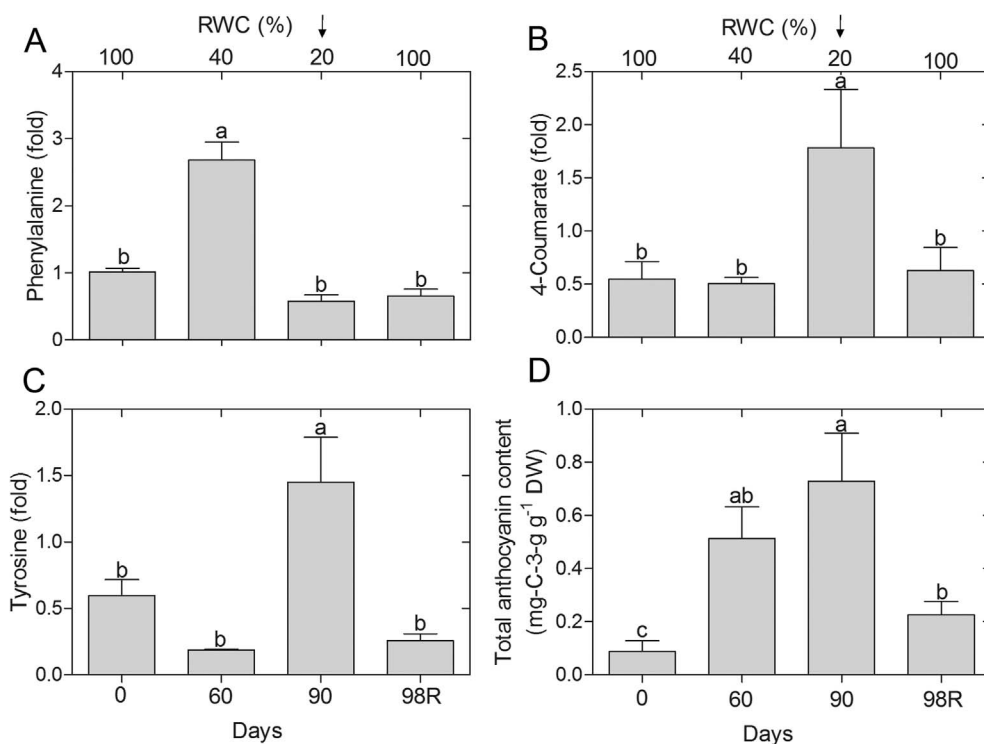 A
RWC (%) ↓
100 40 20 100
Phenylalanine (fold)
4
3
2
1
0
b a b b
B
RWC (%) ↓
100 40 20 100
4-Coumarate (fold)
2.5
2.0
1.5
1.0
0.5
0.0
b b a b
C
Tyrosine (fold)
2.0
1.5
1.0
0.5
0.0
b b a b
0 60 90 98R
Days
D
Total anthocyanin content
(mg-C-3-g g⁻¹ DW)
1.0
0.8
0.6
0.4
0.2
0.0
c ab a b
0 60 90 98R
Days